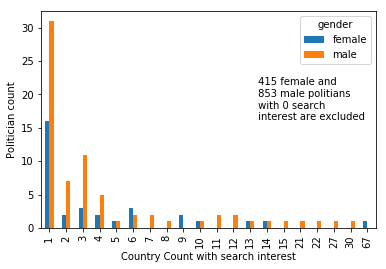 gender
female
male
415 female and
853 male politians
with 0 search
interest are excluded
Politician count
30
25
20
15
10
5
0
1 2 3 4 5 6 7 8 9 10 11 12 13 14 15 21 22 27 30 67
Country Count with search interest